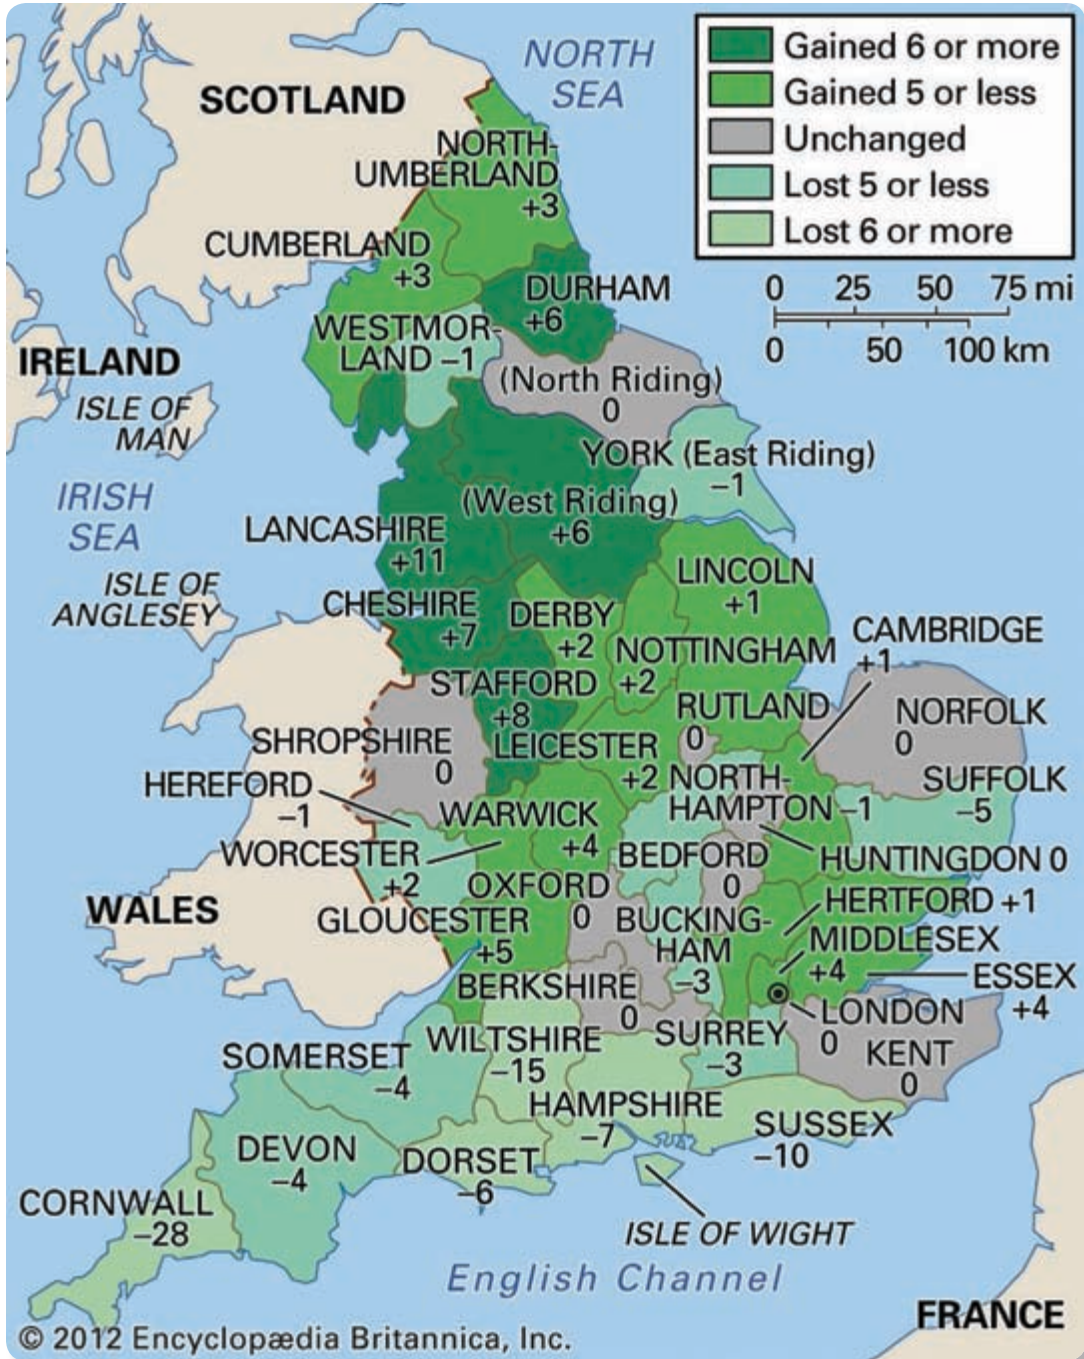 NORTH
SEA
Gained 6 or more
Gained 5 or less
Unchanged
Lost 5 or less
Lost 6 or more
SCOTLAND
NORTH-
UMBERLAND
+3
CUMBERLAND
+3
DURHAM
+6
0 25 50 75 mi
0 50 100 km
WESTMOR-
LAND –1
IRELAND
(North Riding)
0
ISLE OF
MAN
YORK (East Riding)
–1
IRISH
SEA
(West Riding)
+6
LANCASHIRE
+11
ISLE OF
ANGLESEY
LINCOLN
+1
CHESHIRE
+7
DERBY
+2
CAMBRIDGE
+1
NOTTINGHAM
+2
STAFFORD
+8
RUTLAND
0
NORFOLK
0
SHROPSHIRE
0
LEICESTER
+2
HEREFORD
–1
NORTH-
HAMPTON –1
SUFFOLK
–5
WARWICK
+4
WORCESTER
+2
BEDFORD
0
HUNTINGDON 0
OXFORD
0
HERTFORD +1
WALES
GLOUCESTER
+5
BUCKING-
HAM
–3
MIDDLESEX
+4
ESSEX
+4
BERKSHIRE
0
LONDON
0
WILTSHIRE
–15
SURREY
–3
KENT
0
SOMERSET
–4
HAMPSHIRE
–7
SUSSEX
–10
DEVON
–4
DORSET
–6
CORNWALL
–28
ISLE OF WIGHT
English Channel
FRANCE
© 2012 Encyclopædia Britannica, Inc.